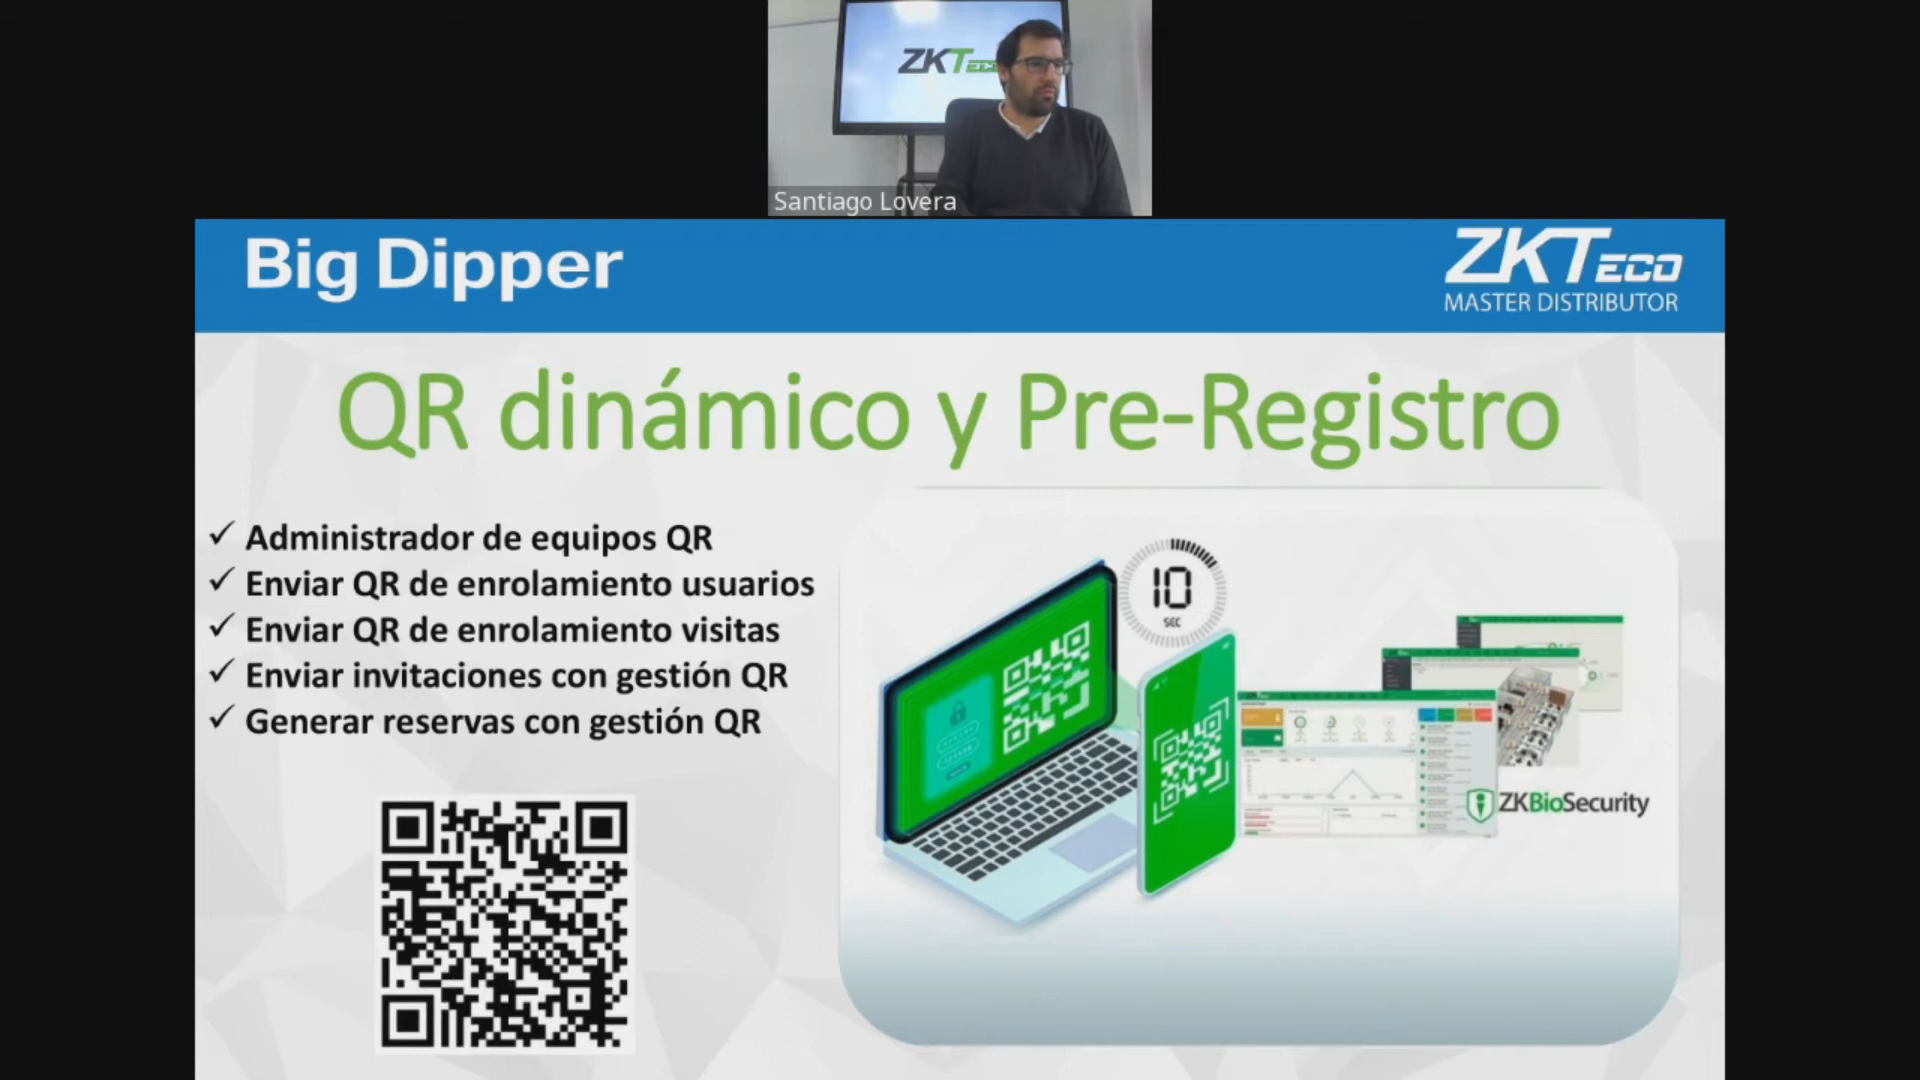 ZKTeco
Santiago Lovera
Big Dipper
ZKTECO
MASTER DISTRIBUTOR
QR dinámico y Pre-Registro
✓ Administrador de equipos QR
✓ Enviar QR de enrolamiento usuarios
✓ Enviar QR de enrolamiento visitas
✓ Enviar invitaciones con gestión QR
✓ Generar reservas con gestión QR
10
SEC
ZKBioSecurity